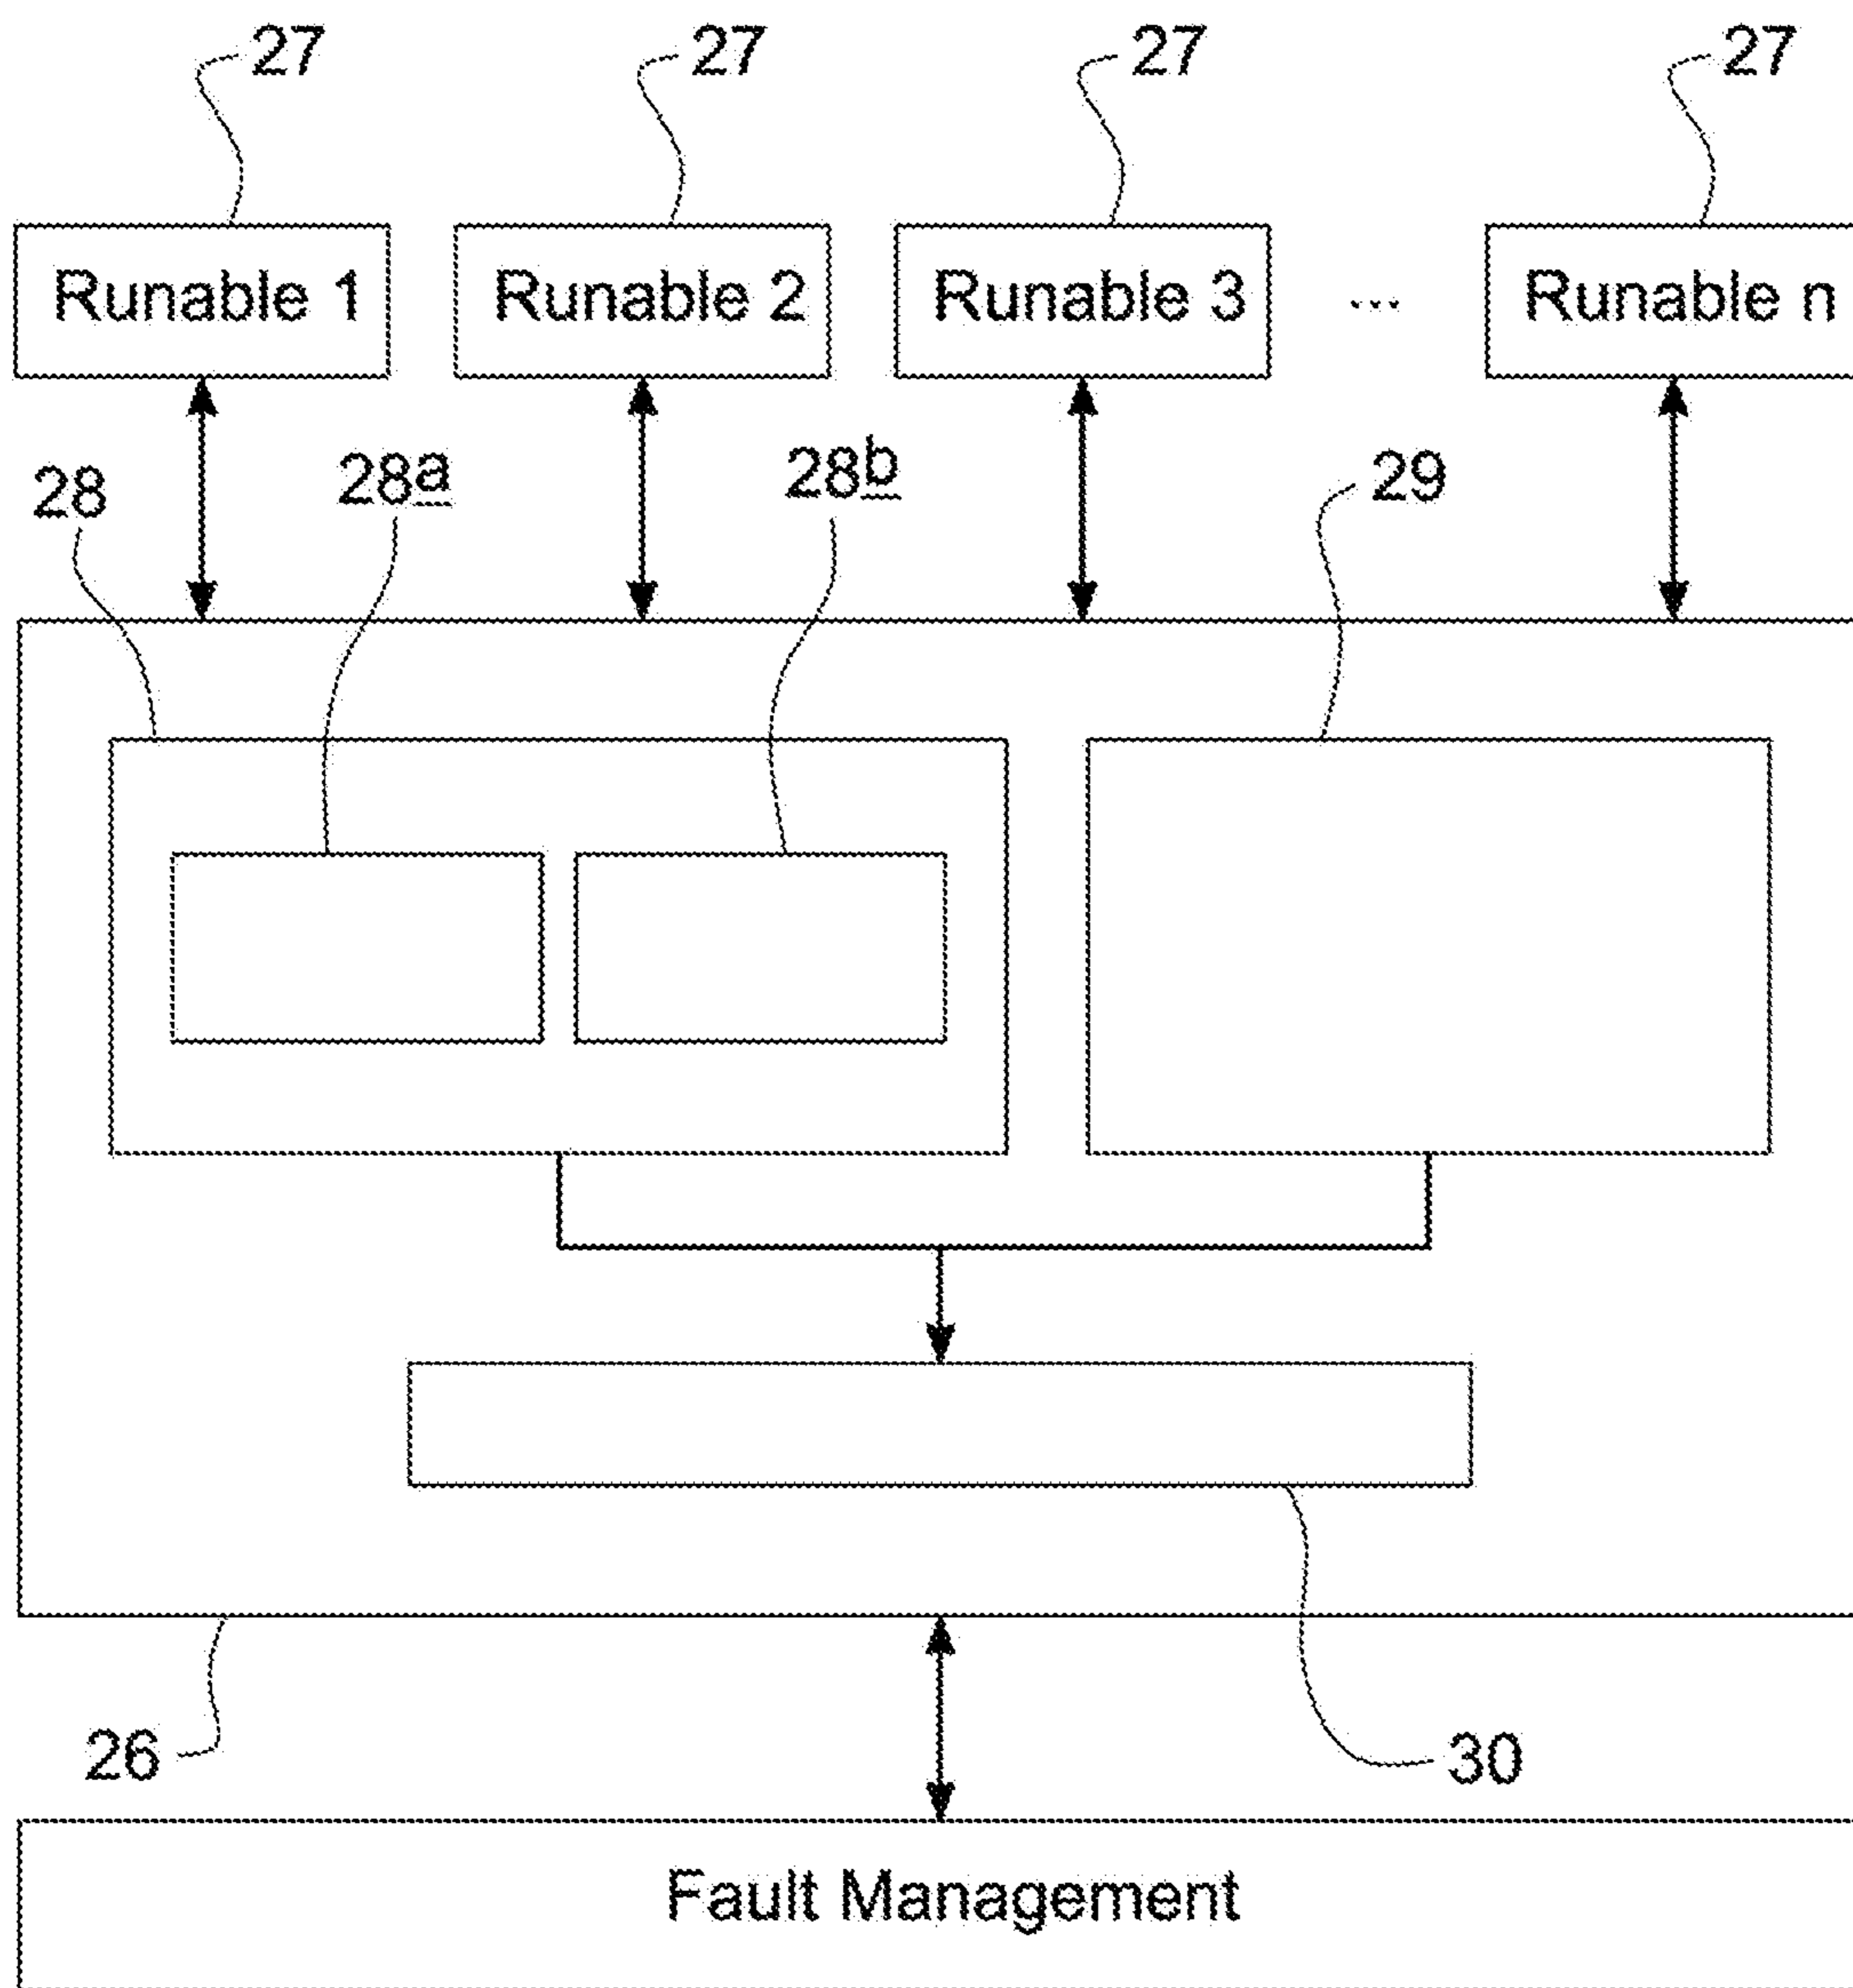 27 27 27 27
Runable 1 Runable 2 Runable 3 ... Runable n
28 28a 28b 29
26 30
Fault Management